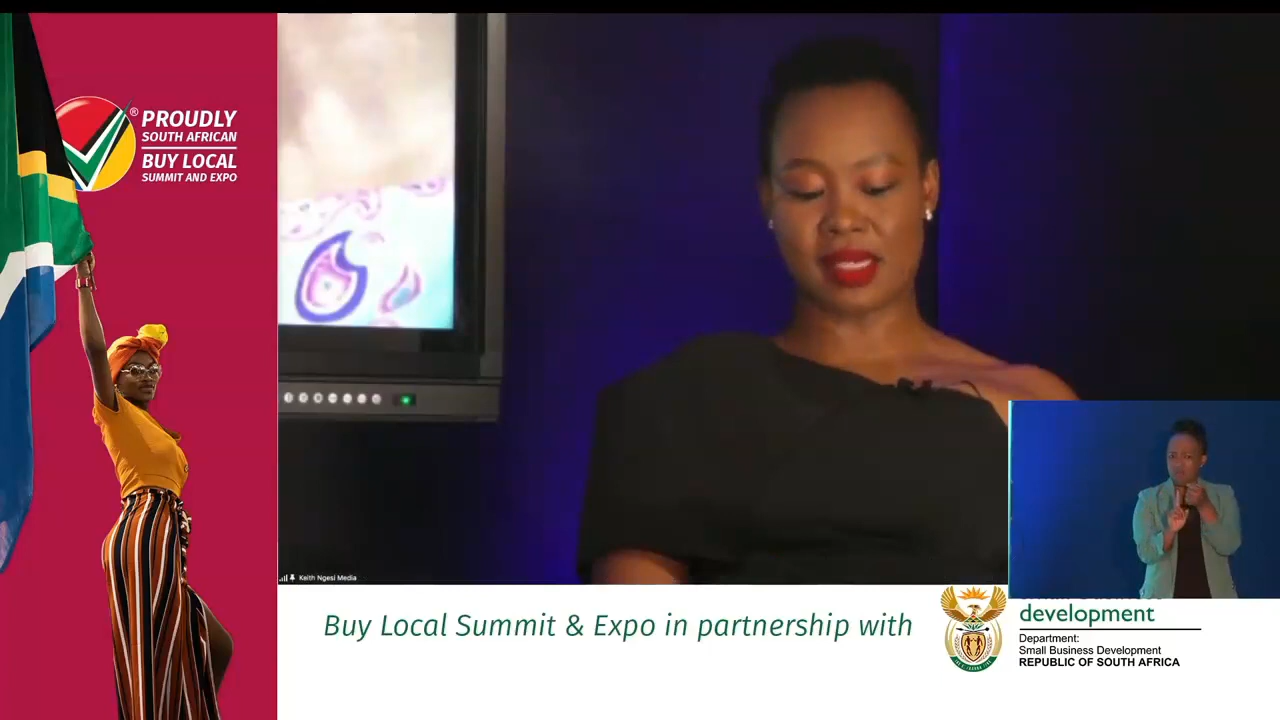 PROUDLY
SOUTH AFRICAN
BUY LOCAL
SUMMIT AND EXPO
Keith Ngesi Media
Buy Local Summit & Expo in partnership with
development
Department:
Small Business Development
REPUBLIC OF SOUTH AFRICA